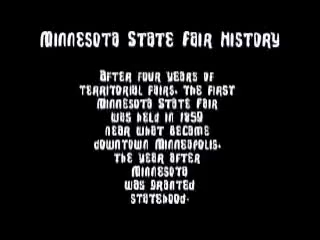 Minnesota State Fair History
After four years of
territorial fairs, the first
Minnesota State Fair
was held in 1859
near what became
downtown Minneapolis,
the year after
Minnesota
was granted
statehood.